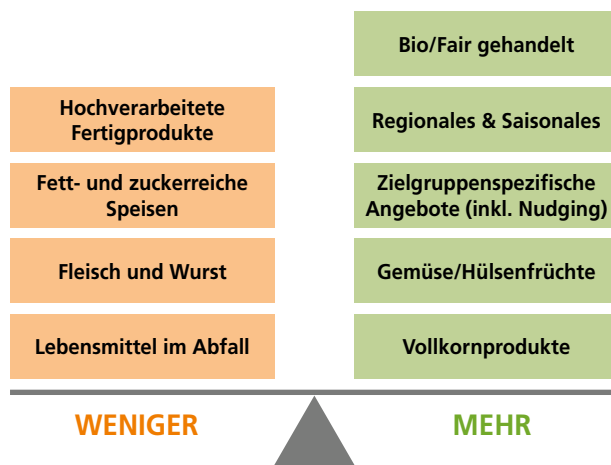 Hochverarbeitete
Fertigprodukte
Fett- und zuckerreiche
Speisen
Fleisch und Wurst
Lebensmittel im Abfall
WENIGER
Bio/Fair gehandelt
Regionales & Saisonales
Zielgruppenspezifische
Angebote (inkl. Nudging)
Gemüse/Hülsenfrüchte
Vollkornprodukte
MEHR